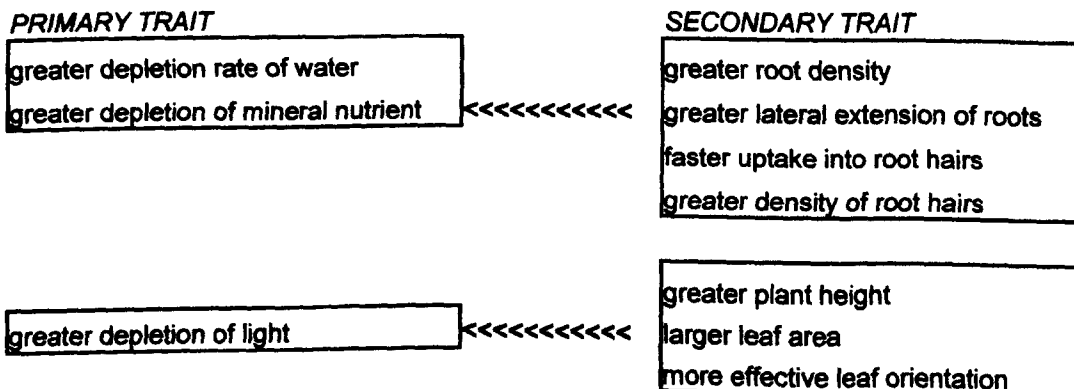 PRIMARY TRAIT
SECONDARY TRAIT
greater depletion rate of water
greater depletion of mineral nutrient
<<<<<<<<<<<
greater root density
greater lateral extension of roots
faster uptake into root hairs
greater density of root hairs
greater depletion of light
<<<<<<<<<<<
greater plant height
larger leaf area
more effective leaf orientation